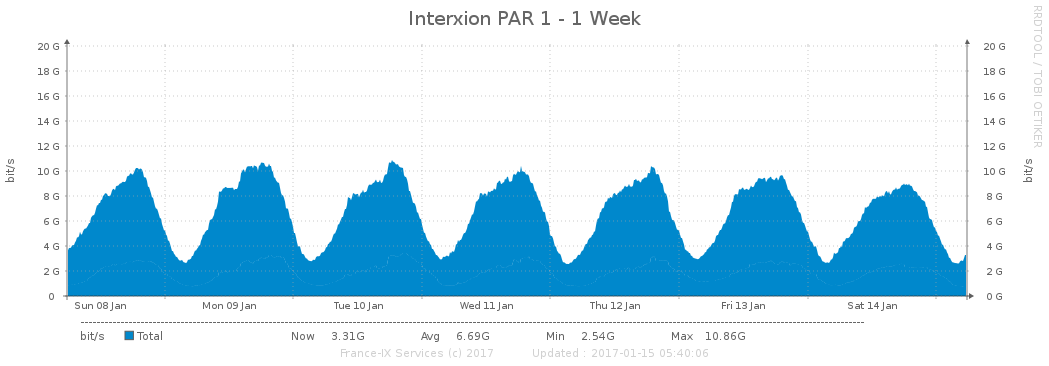 Interxion PAR 1 - 1 Week
RRDTOOL / TOBI OETIKER
bit/s
bit/s
20 G 20 G
18 G 18 G
16 G 16 G
14 G 14 G
12 G 12 G
10 G 10 G
8 G 8 G
6 G 6 G
4 G 4 G
2 G 2 G
0 0 G
Sun 08 Jan Mon 09 Jan Tue 10 Jan Wed 11 Jan Thu 12 Jan Fri 13 Jan Sat 14 Jan
bit/s Total Now 3.31G Avg 6.69G Min 2.54G Max 10.86G
France-IX Services (c) 2017 Updated : 2017-01-15 05:40:06